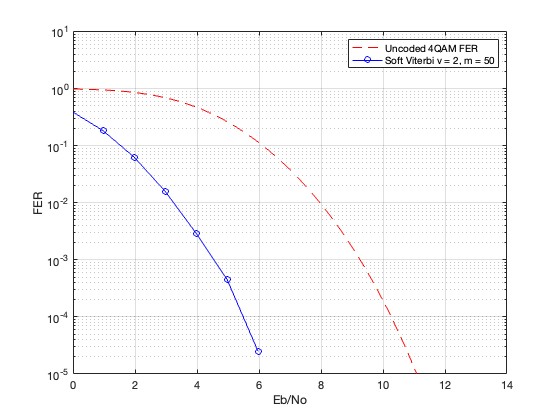 10^1
10^0
10^-1
10^-2
10^-3
10^-4
10^-5
FER
Uncoded 4QAM FER
Soft Viterbi v = 2, m = 50
0 2 4 6 8 10 12 14
Eb/No